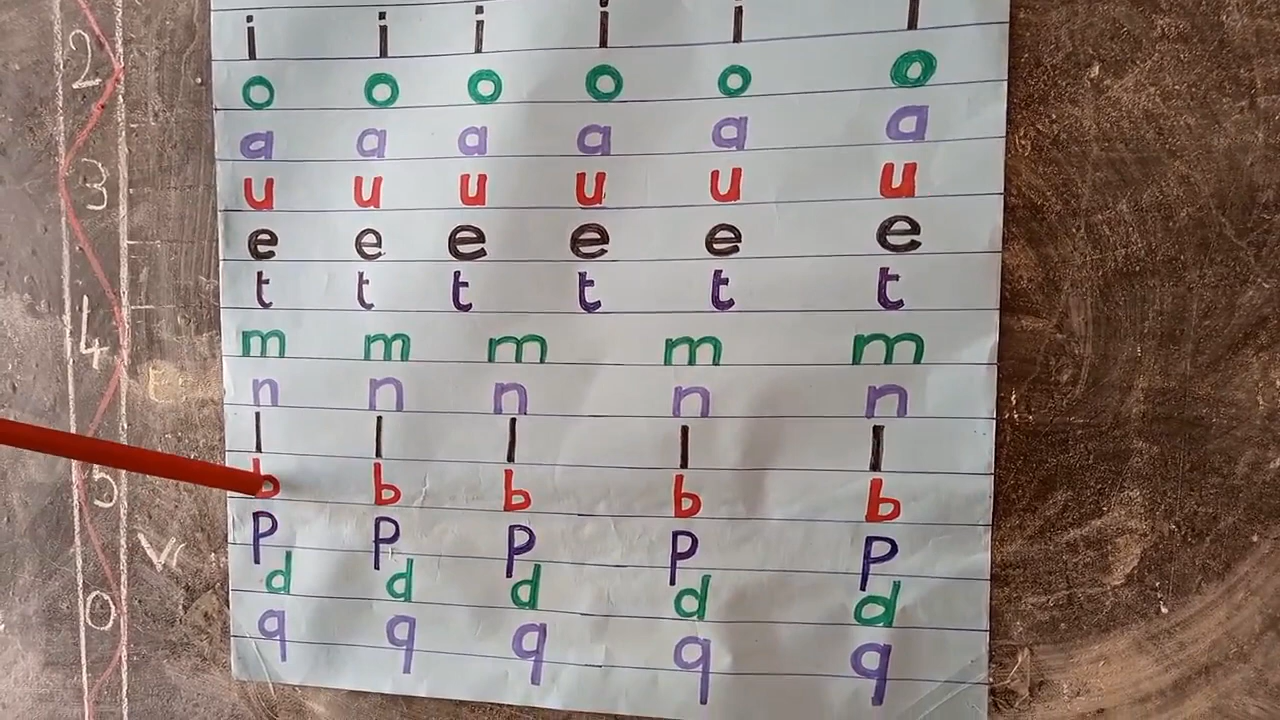 i i i i i i
o o o o o o
a a a a a a
u u u u u u
e e e e e e
t t t t t t
m m m m m
n n n n n
l l l l l
b b b b b
p p p p p
d d d d d
q q q q q
2
3
4
5
0